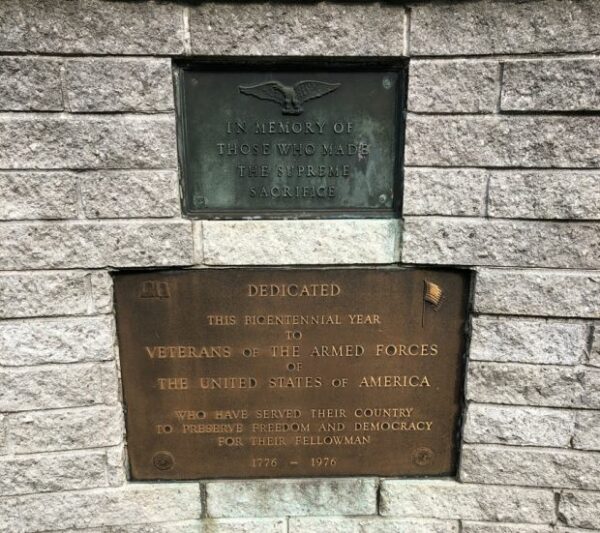 IN MEMORY OF
THOSE WHO MADE
THE SUPREME
SACRIFICE
DEDICATED
THIS BICENTENNIAL YEAR
TO
VETERANS OF THE ARMED FORCES
OF
THE UNITED STATES OF AMERICA
WHO HAVE SERVED THEIR COUNTRY
TO PRESERVE FREEDOM AND DEMOCRACY
FOR THEIR FELLOWMAN
1776 – 1976